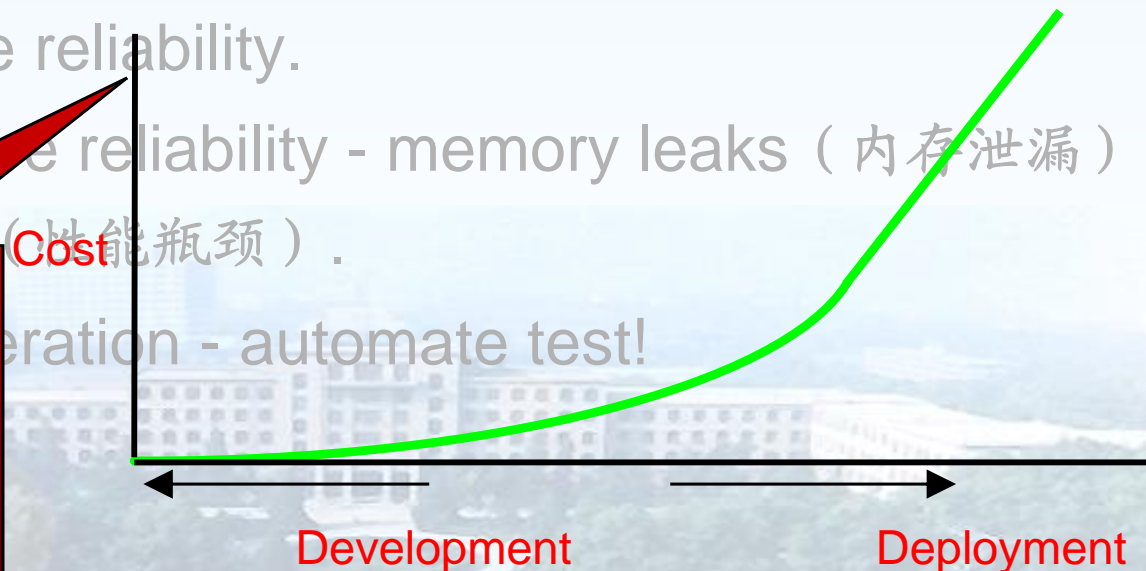 e reliability.
e reliability - memory leaks（内存泄漏）
（性能瓶颈）.
Cost
eration - automate test!
Development
Deployment